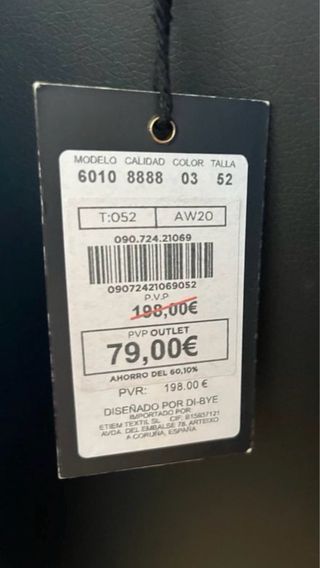 MODELO CALIDAD COLOR TALLA
6010 8888 03 52
T:052 AW20
090.724.21069
09072421069052
P.V.P
198,00€
PVP OUTLET
79,00€
AHORRO DEL 60,10%
PVR: 198.00 €
DISEÑADO POR DI-BYE
IMPORTADO POR:
ETIEM TEXTIL SL CIF: B15837121
AVDA. DEL EMBALSE 78. ARTEIXO
A CORUÑA, ESPAÑA